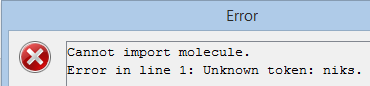 Error
Cannot import molecule.
Error in line 1: Unknown token: niks.